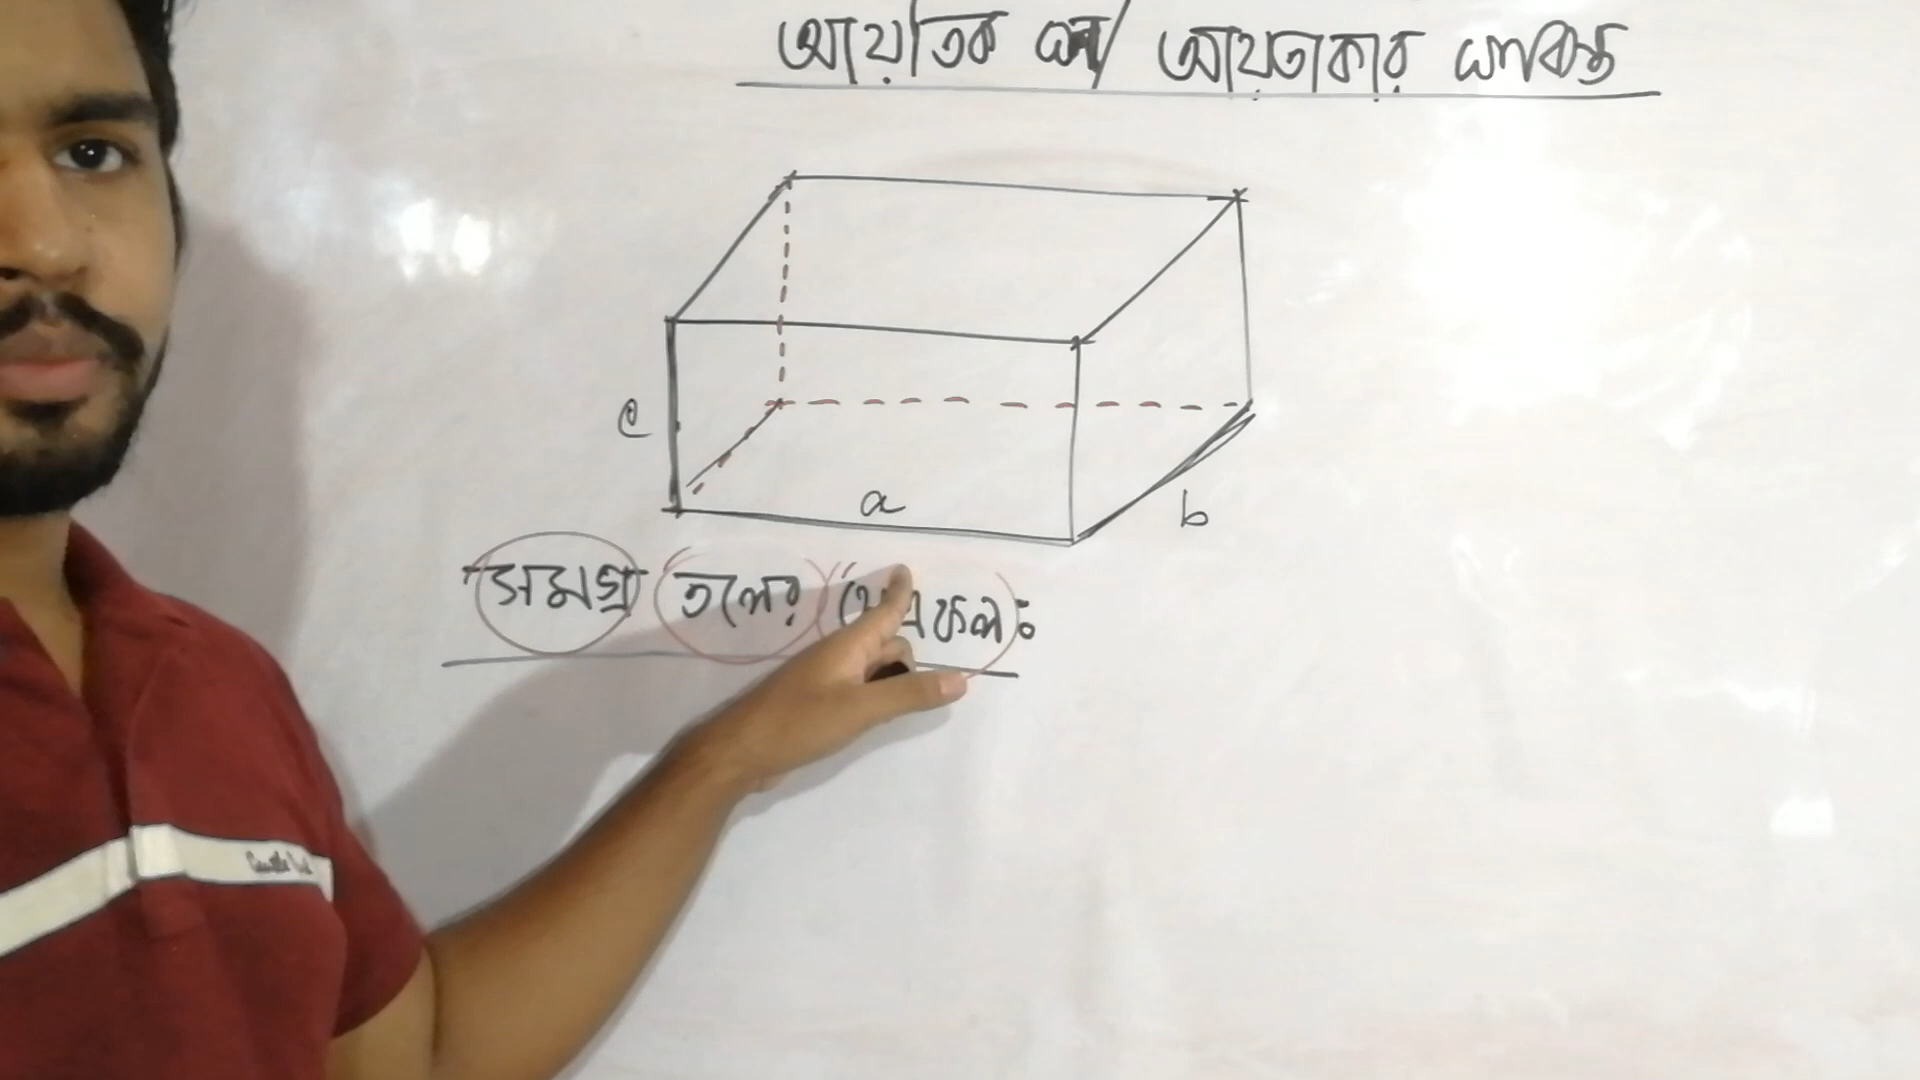 আয়তিক ঘন/ আয়তাকার ঘনবস্তু
c
a
b
সমগ্র তলের ক্ষেত্রফলঃ